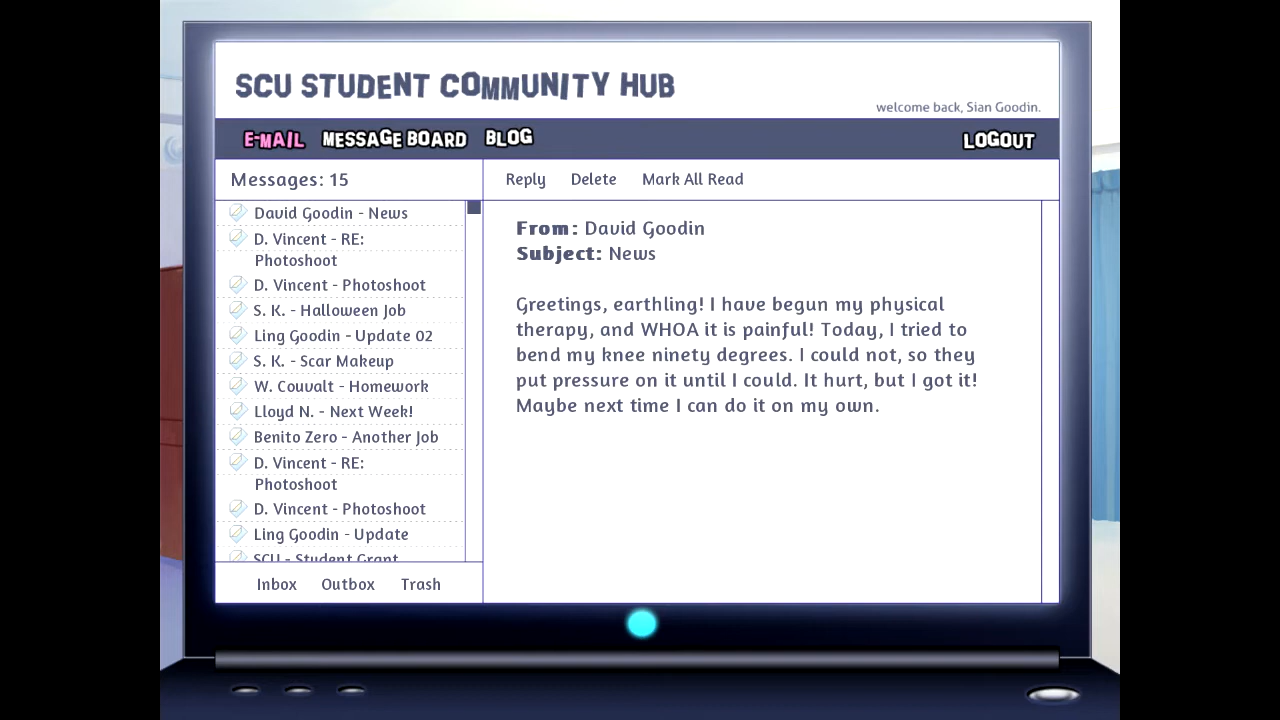 SCU STUDENT COMMUNITY HUB
welcome back, Sian Goodin.
E-MAIL MESSAGE BOARD BLOG LOGOUT
Messages: 15
Reply Delete Mark All Read
David Goodin - News
D. Vincent - RE:
Photoshoot
D. Vincent - Photoshoot
S. K. - Halloween Job
Ling Goodin - Update 02
S. K. - Scar Makeup
W. Couvalt - Homework
Lloyd N. - Next Week!
Benito Zero - Another Job
D. Vincent - RE:
Photoshoot
D. Vincent - Photoshoot
Ling Goodin - Update
SCU - Student Grant
Inbox Outbox Trash
From: David Goodin
Subject: News
Greetings, earthling! I have begun my physical
therapy, and WHOA it is painful! Today, I tried to
bend my knee ninety degrees. I could not, so they
put pressure on it until I could. It hurt, but I got it!
Maybe next time I can do it on my own.